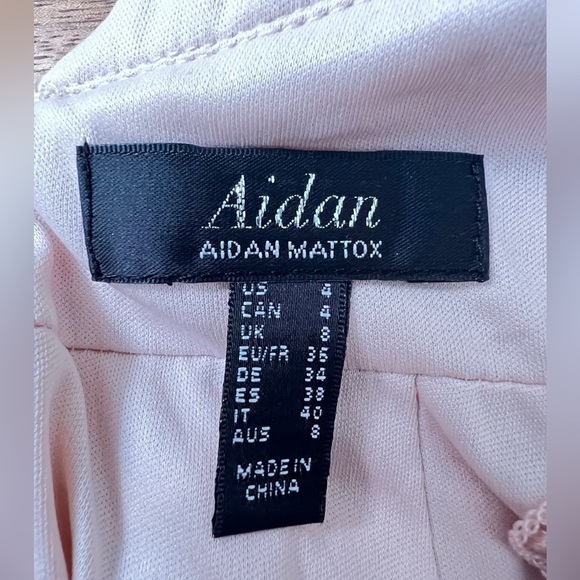 Aidan
AIDAN MATTOX
US 4
CAN 4
UK 8
EU/FR 36
DE 34
ES 38
IT 40
AUS 8
MADE IN
CHINA